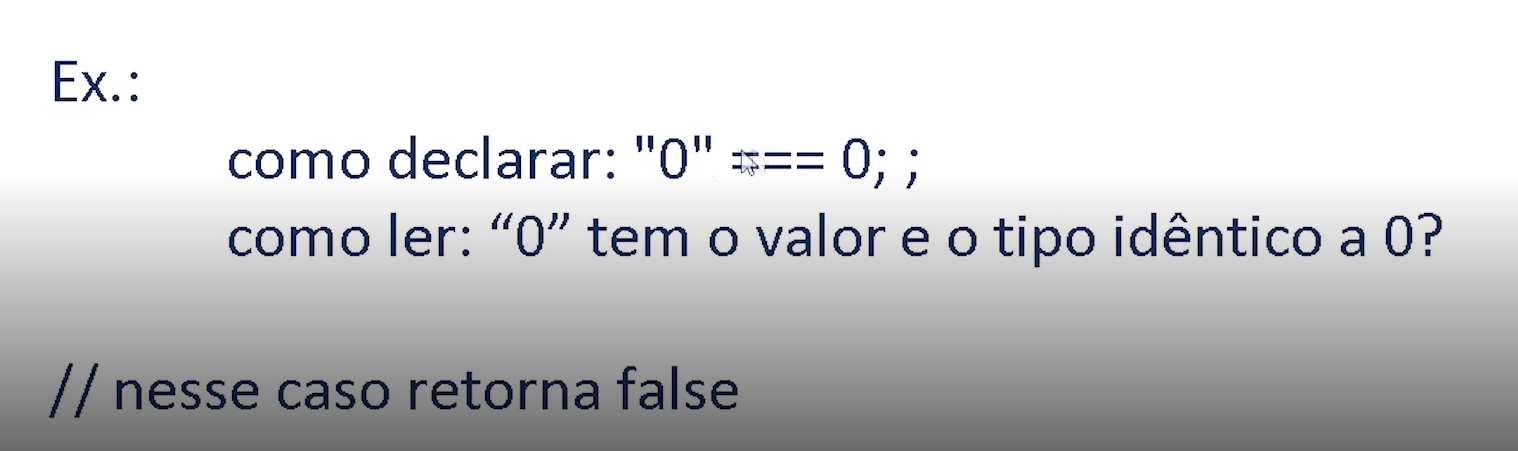 Ex.:
como declarar: "0" === 0; ;
como ler: “0” tem o valor e o tipo idêntico a 0?
// nesse caso retorna false